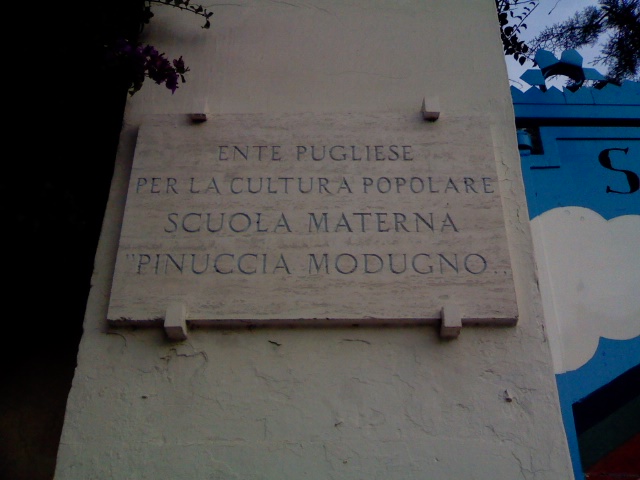 ENTE PUGLIESE
PER LA CULTURA POPOLARE
SCUOLA MATERNA
"PINUCCIA MODUGNO"
S